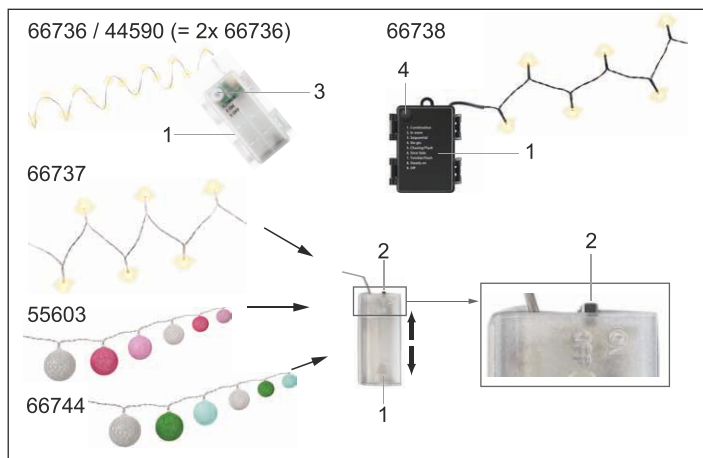 66736 / 44590 (= 2x 66736)
3
1
66738
4
1. Combination
2. In wave
3. Sequential
4. Slo glo
5. Chasing/Flash
6. Slow fade
7. Twinkle/Flash
8. Steady on
9. Off
1
66737
2
1
2
OFF
ON
55603
66744